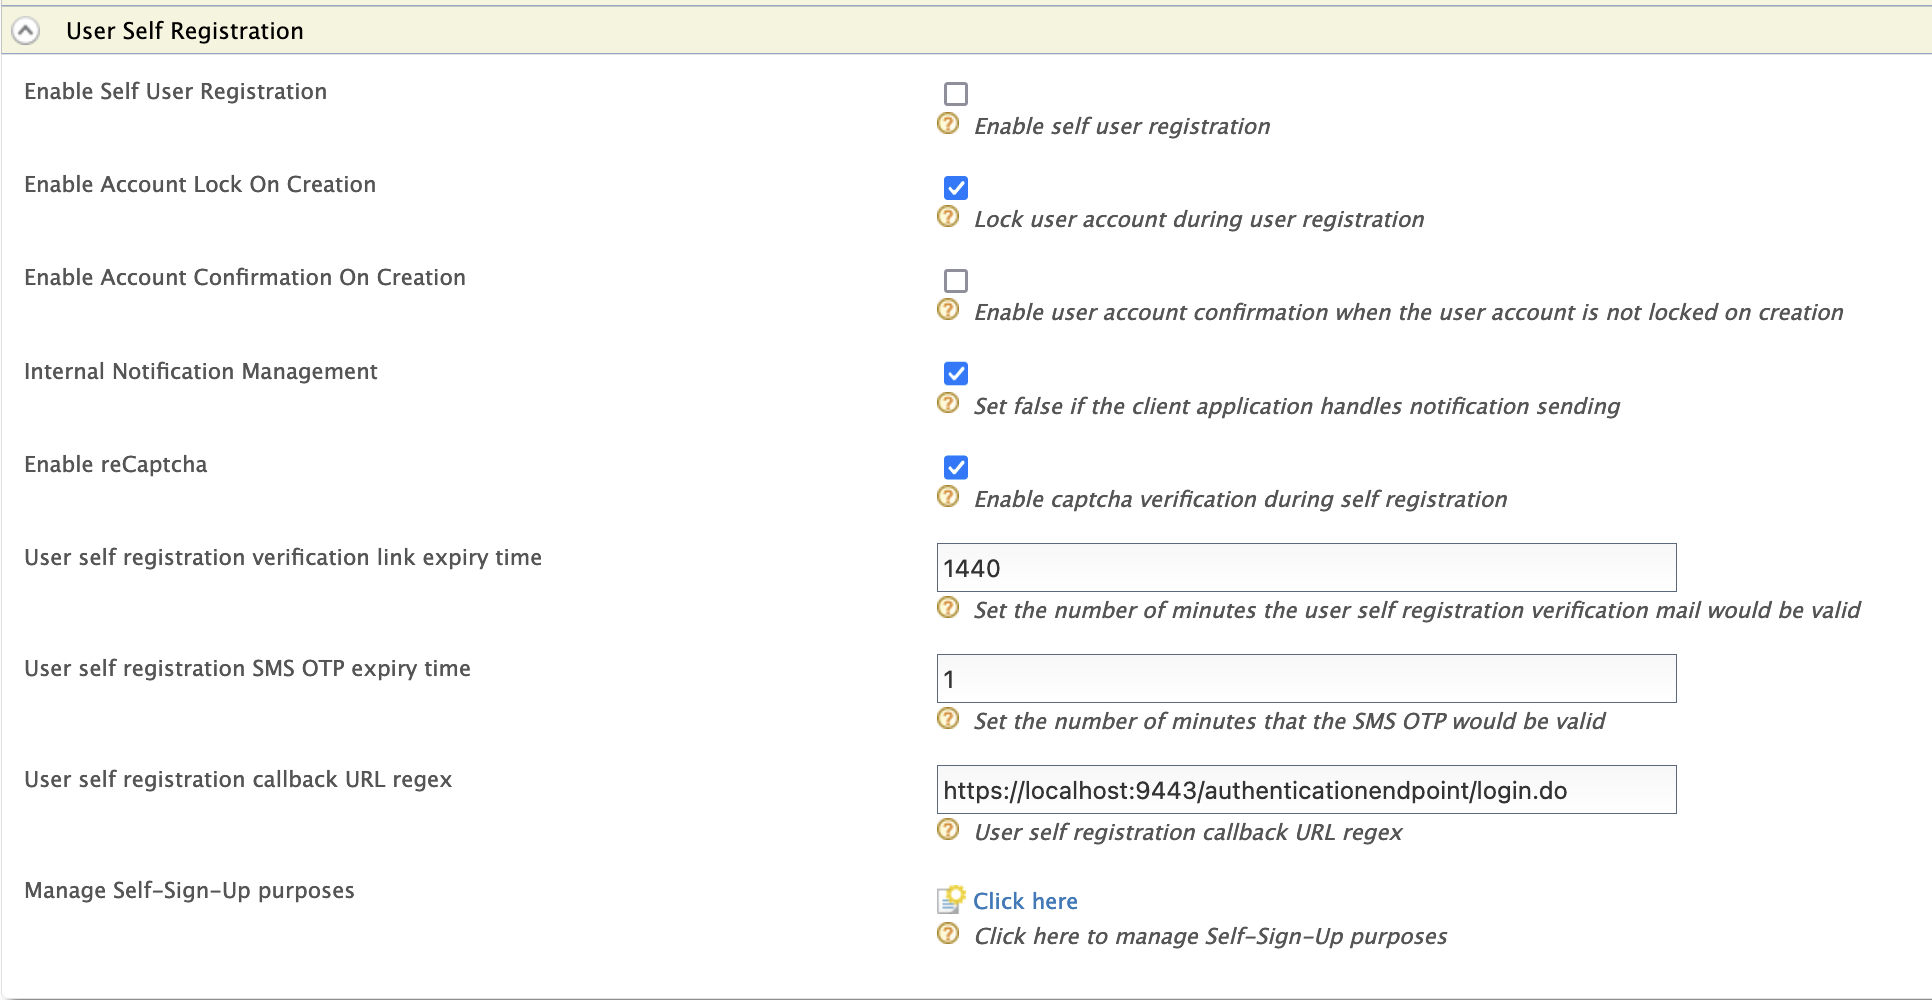 User Self Registration
Enable Self User Registration
Enable self user registration
Enable Account Lock On Creation
Lock user account during user registration
Enable Account Confirmation On Creation
Enable user account confirmation when the user account is not locked on creation
Internal Notification Management
Set false if the client application handles notification sending
Enable reCaptcha
Enable captcha verification during self registration
User self registration verification link expiry time
1440
Set the number of minutes the user self registration verification mail would be valid
User self registration SMS OTP expiry time
1
Set the number of minutes that the SMS OTP would be valid
User self registration callback URL regex
https://localhost:9443/authenticationendpoint/login.do
User self registration callback URL regex
Manage Self-Sign-Up purposes
Click here
Click here to manage Self-Sign-Up purposes